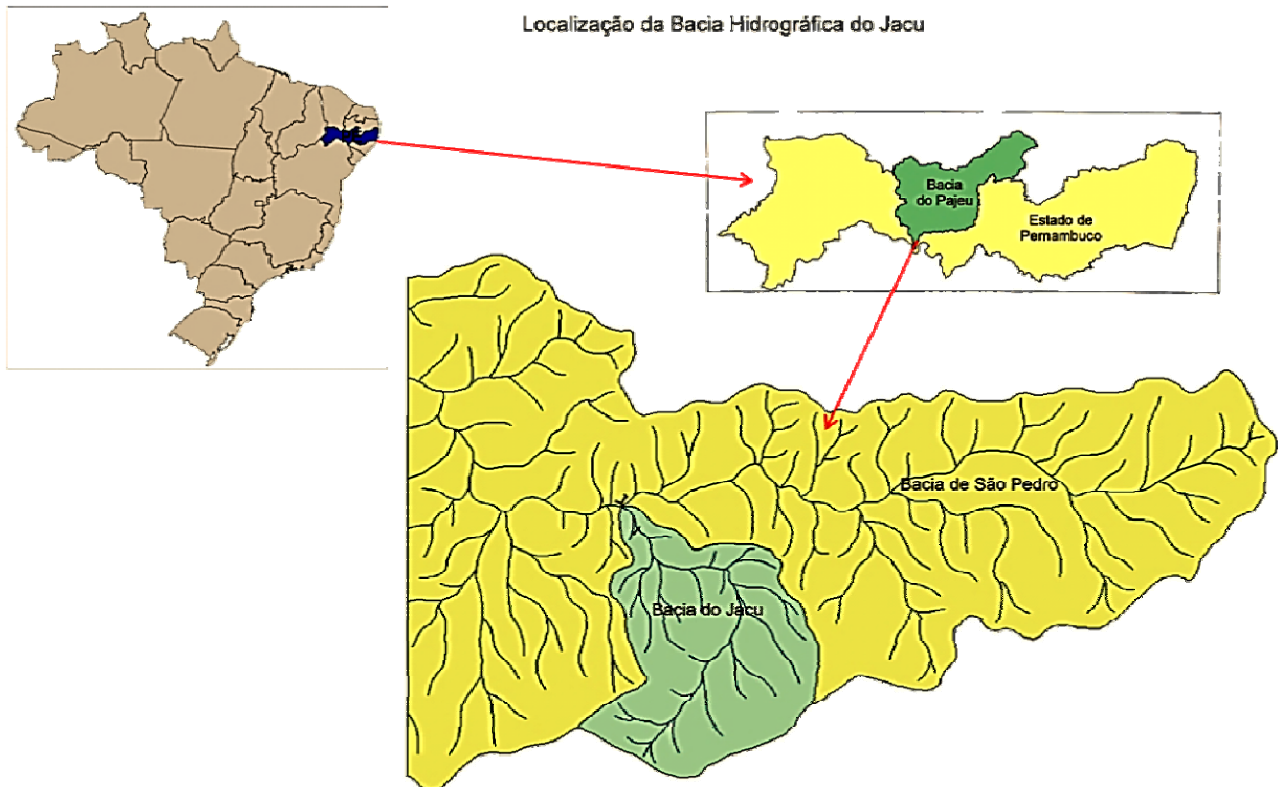 Localização da Bacia Hidrográfica do Jacu
Bacia
do Pajeu
Estado de
Pernambuco
Bacia de São Pedro
Bacia do Jacu